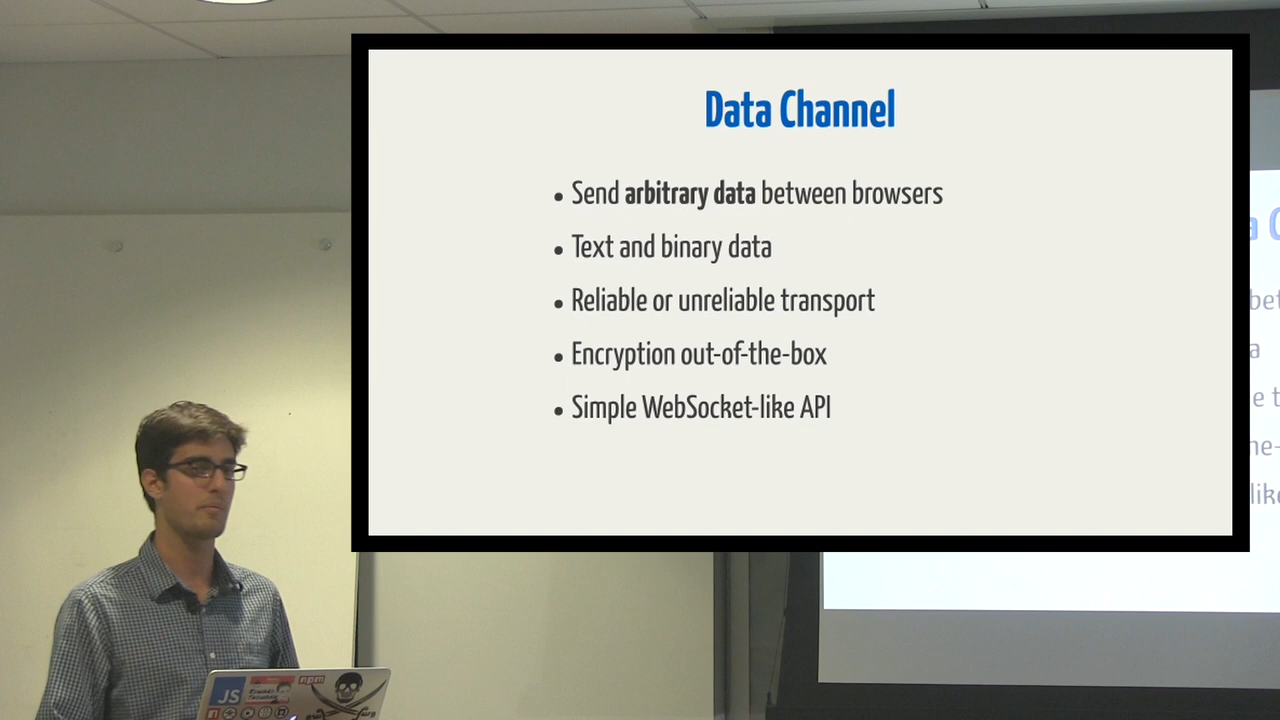 Data Channel
Send arbitrary data between browsers
Text and binary data
Reliable or unreliable transport
Encryption out-of-the-box
Simple WebSocket-like API
JS
npm